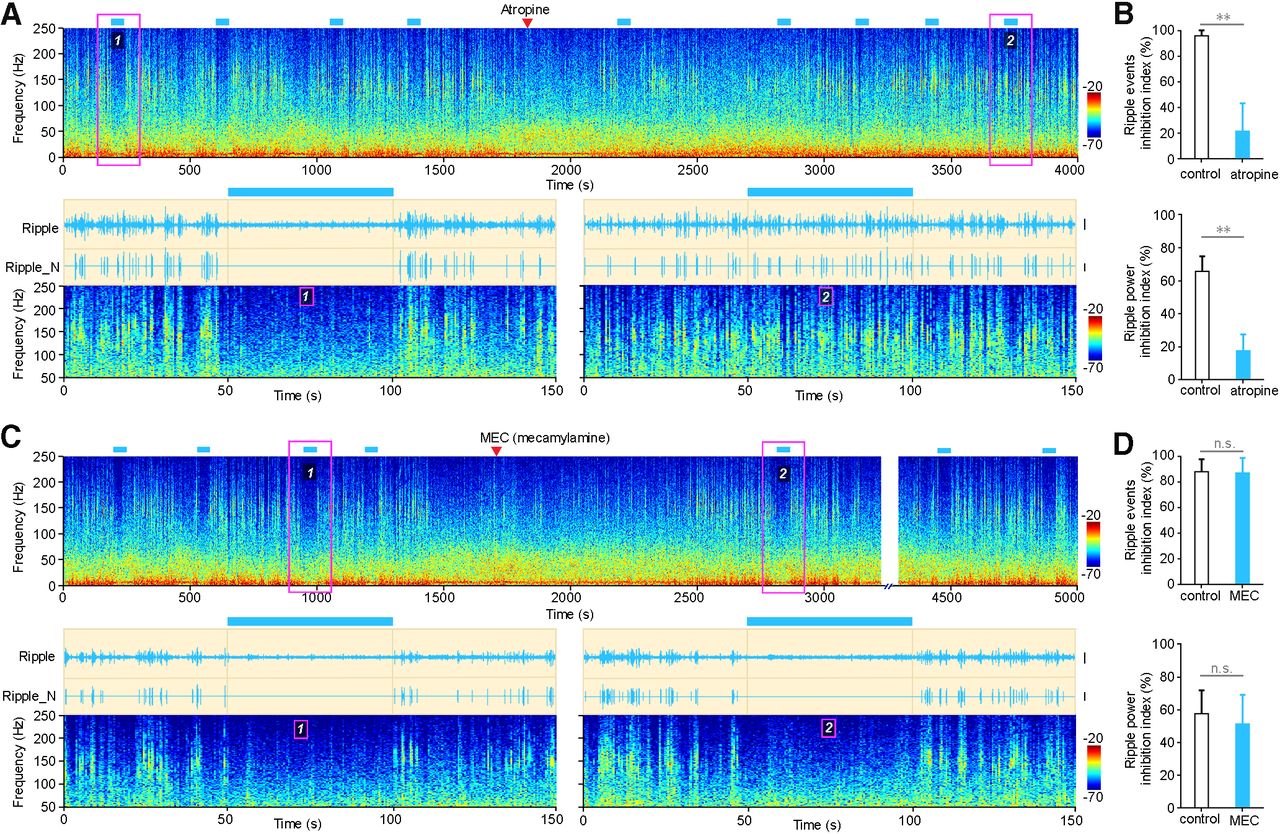 A
Atropine
B
250
200
150
100
50
0
Frequency (Hz)
1
2
-20
-70
0
500
1000
1500
2000
2500
3000
3500
4000
Time (s)
**
100
80
60
40
20
0
Ripple events
inhibition index (%)
control
atropine
Ripple
Ripple_N
250
200
150
100
50
Frequency (Hz)
1
2
-20
-70
0
50
100
150
0
50
100
150
Time (s)
Time (s)
**
100
80
60
40
20
0
Ripple power
inhibition index (%)
control
atropine
C
MEC (mecamylamine)
D
250
200
150
100
50
0
Frequency (Hz)
1
2
-20
-70
0
500
1000
1500
2000
2500
3000
4500
5000
Time (s)
n.s.
100
80
60
40
20
0
Ripple events
inhibition index (%)
control
MEC
Ripple
Ripple_N
250
200
150
100
50
Frequency (Hz)
1
2
-20
-70
0
50
100
150
0
50
100
150
Time (s)
Time (s)
n.s.
100
80
60
40
20
0
Ripple power
inhibition index (%)
control
MEC